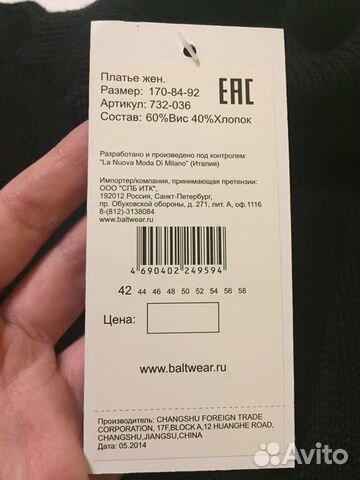 Платье жен.
Размер: 170-84-92
Артикул: 732-036
Состав: 60%Вис 40%Хлопок
EAC
Разработано и произведено под контролем:
"La Nuova Moda Di Milano" (Италия)
Импортер/компания, принимающая претензии:
ООО "СПБ ИТК",
192012 Россия, Санкт-Петербург,
пр. Обуховской обороны, д. 271, лит. А, оф.1116
8-(812)-3138084
www.baltwear.ru
4 690402 249594
42 44 46 48 50 52 54 56 58
Цена:
www.baltwear.ru
Производитель: CHANGSHU FOREIGN TRADE
CORPORATION, 17F,BLOCK A,12 HUANGHE ROAD,
CHANGSHU,JIANGSU,CHINA
Дата: 05.2014
Avito